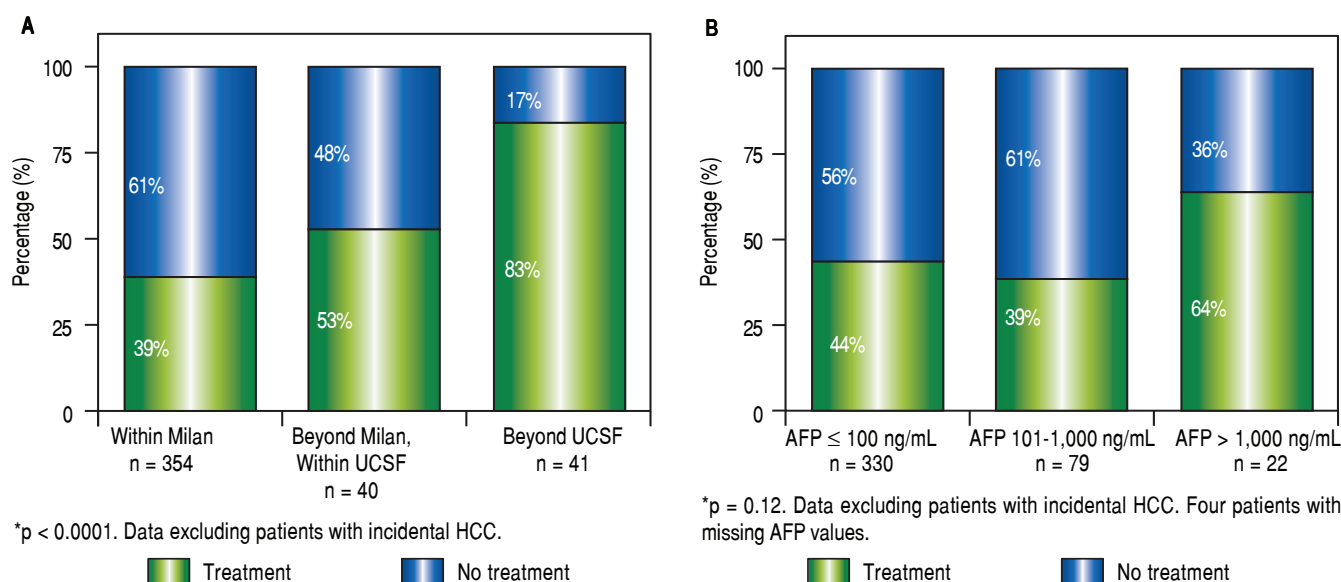 A
Percentage (%)
100
75
50
25
0
61%
39%
48%
53%
17%
83%
Within Milan
n = 354
Beyond Milan,
Within UCSF
n = 40
Beyond UCSF
n = 41
*p < 0.0001. Data excluding patients with incidental HCC.
Treatment
No treatment
B
Percentage (%)
100
75
50
25
0
56%
44%
61%
39%
36%
64%
AFP ≤ 100 ng/mL
n = 330
AFP 101-1,000 ng/mL
n = 79
AFP > 1,000 ng/mL
n = 22
*p = 0.12. Data excluding patients with incidental HCC. Four patients with
missing AFP values.
Treatment
No treatment